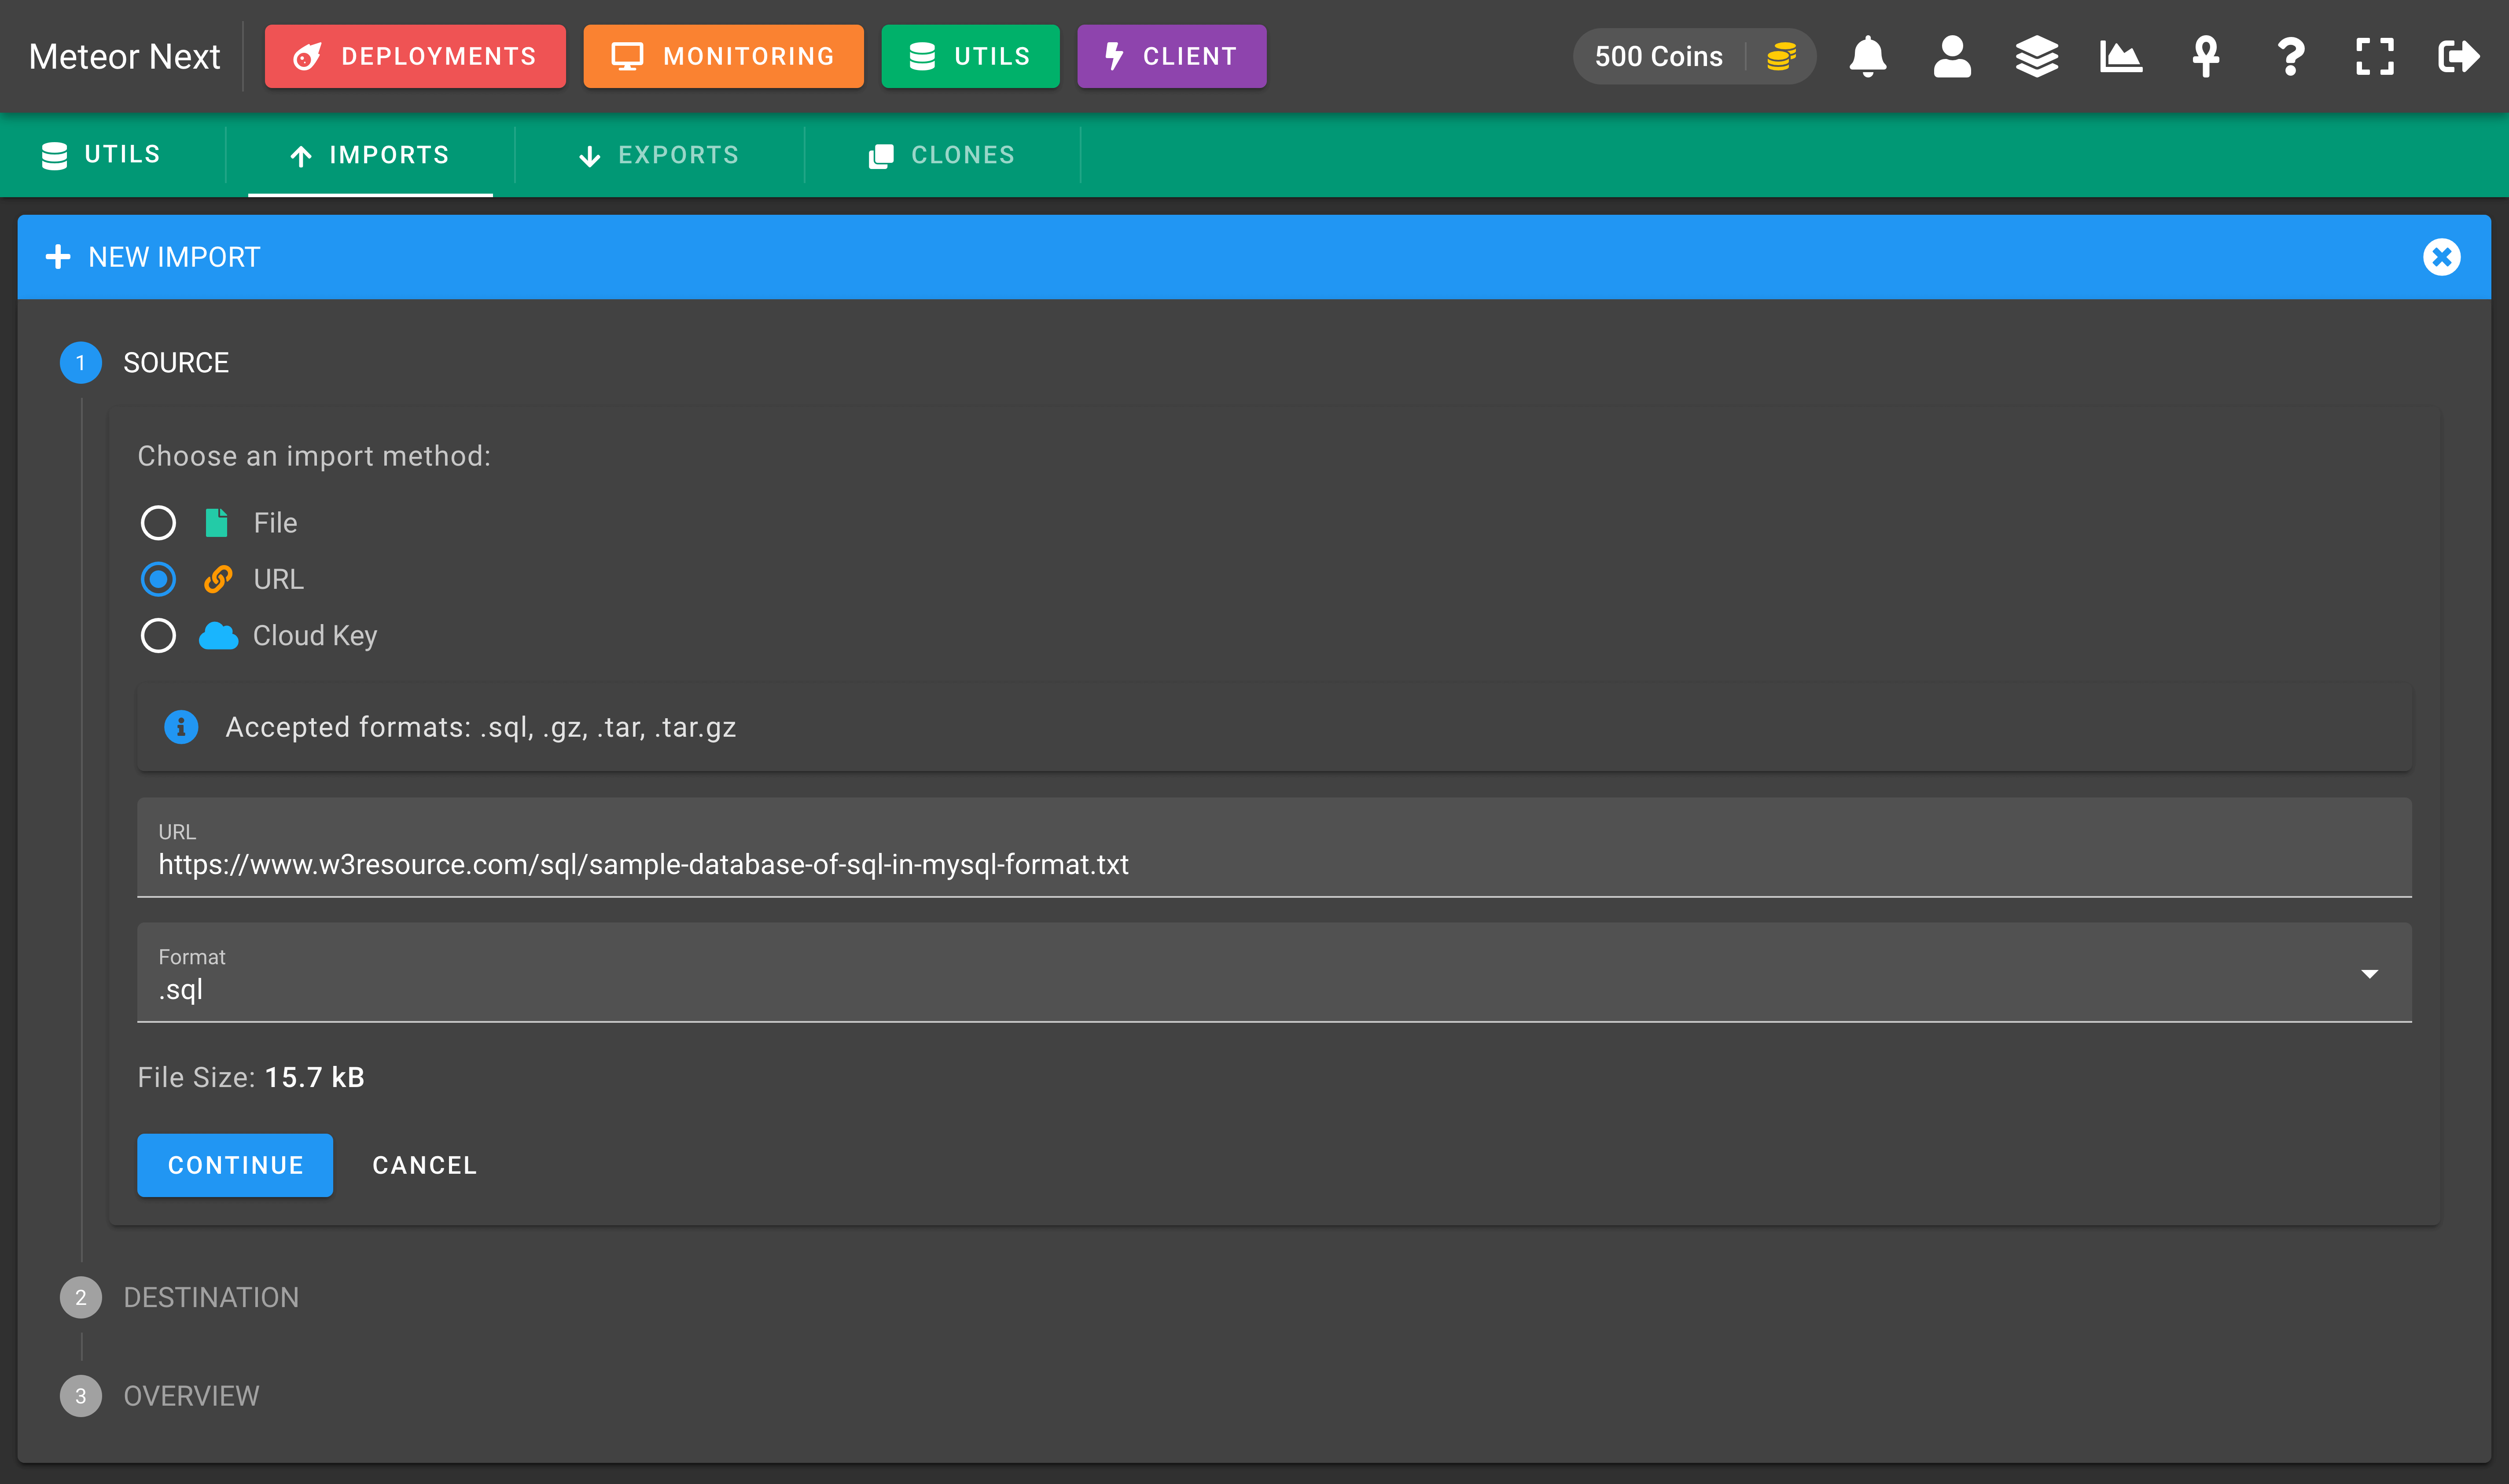 Meteor Next
DEPLOYMENTS
MONITORING
UTILS
CLIENT
500 Coins
UTILS
IMPORTS
EXPORTS
CLONES
NEW IMPORT
1 SOURCE
Choose an import method:
File
URL
Cloud Key
Accepted formats: .sql, .gz, .tar, .tar.gz
URL
https://www.w3resource.com/sql/sample-database-of-sql-in-mysql-format.txt
Format
.sql
File Size: 15.7 kB
CONTINUE CANCEL
2 DESTINATION
3 OVERVIEW